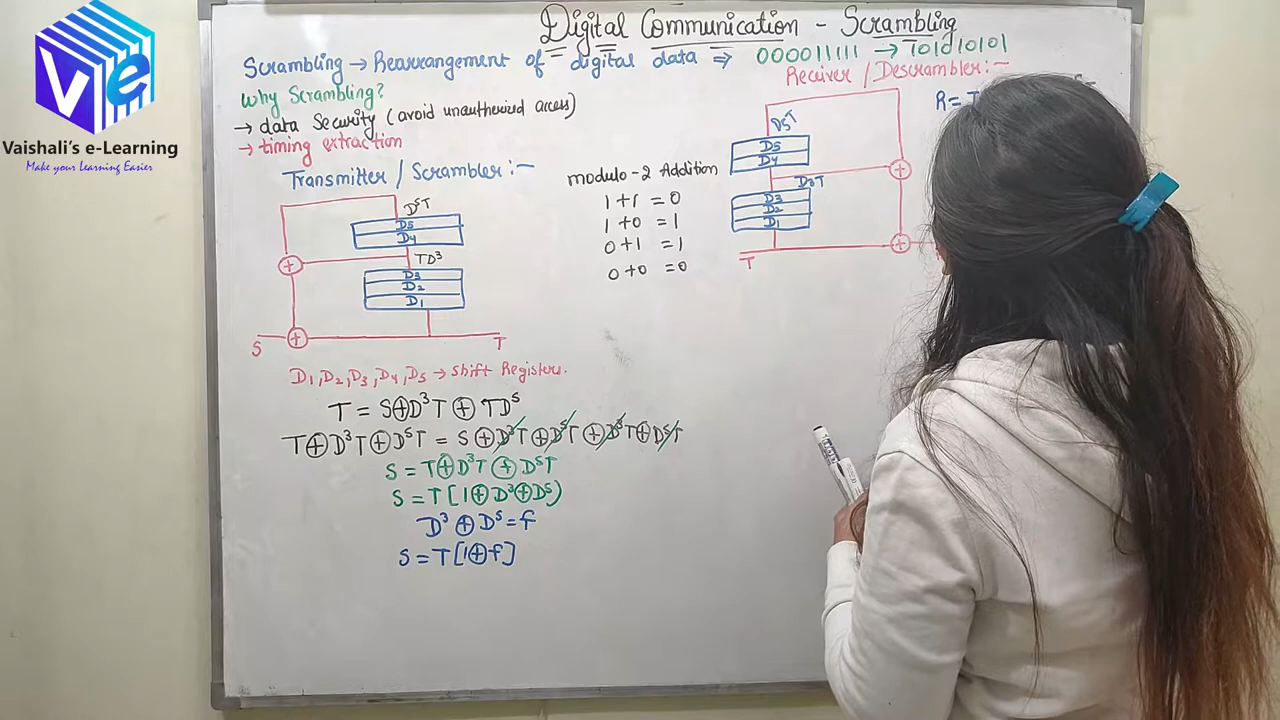 Vaishali's e-Learning
Make your Learning Easier
Digital Communication - Scrambling
Scrambling → Rearrangement of digital data ⇒ 000011111 → 101010101
why Scrambling?
→ data Security (avoid unauthorized access)
→ timing extraction
Transmitter / Scrambler:-
D⁵T
D5
D4
TD³
D3
D2
D1
S
T
modulo-2 Addition
1+1 =0
1+0 =1
0+1 =1
0+0 =0
Receiver / Descrambler:-
R=T
D⁵T
D5
D4
D³T
D3
D2
D1
T
D1, D2, D3, D4, D5 → Shift Registers.
T = S⊕D³T ⊕ TD⁵
T⊕D³T⊕D⁵T = S⊕D³T⊕D⁵T⊕D³T⊕D⁵T
S = T⊕D³T ⊕ D⁵T
S = T[1⊕D³⊕D⁵)
D³ ⊕ D⁵ = f
S = T[1⊕f]